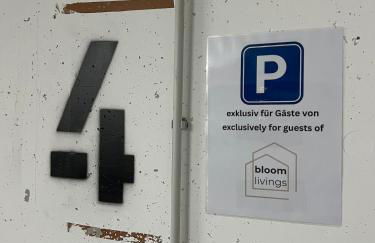 4
P
exklusiv für Gäste von
exclusively for guests of
bloom
livings